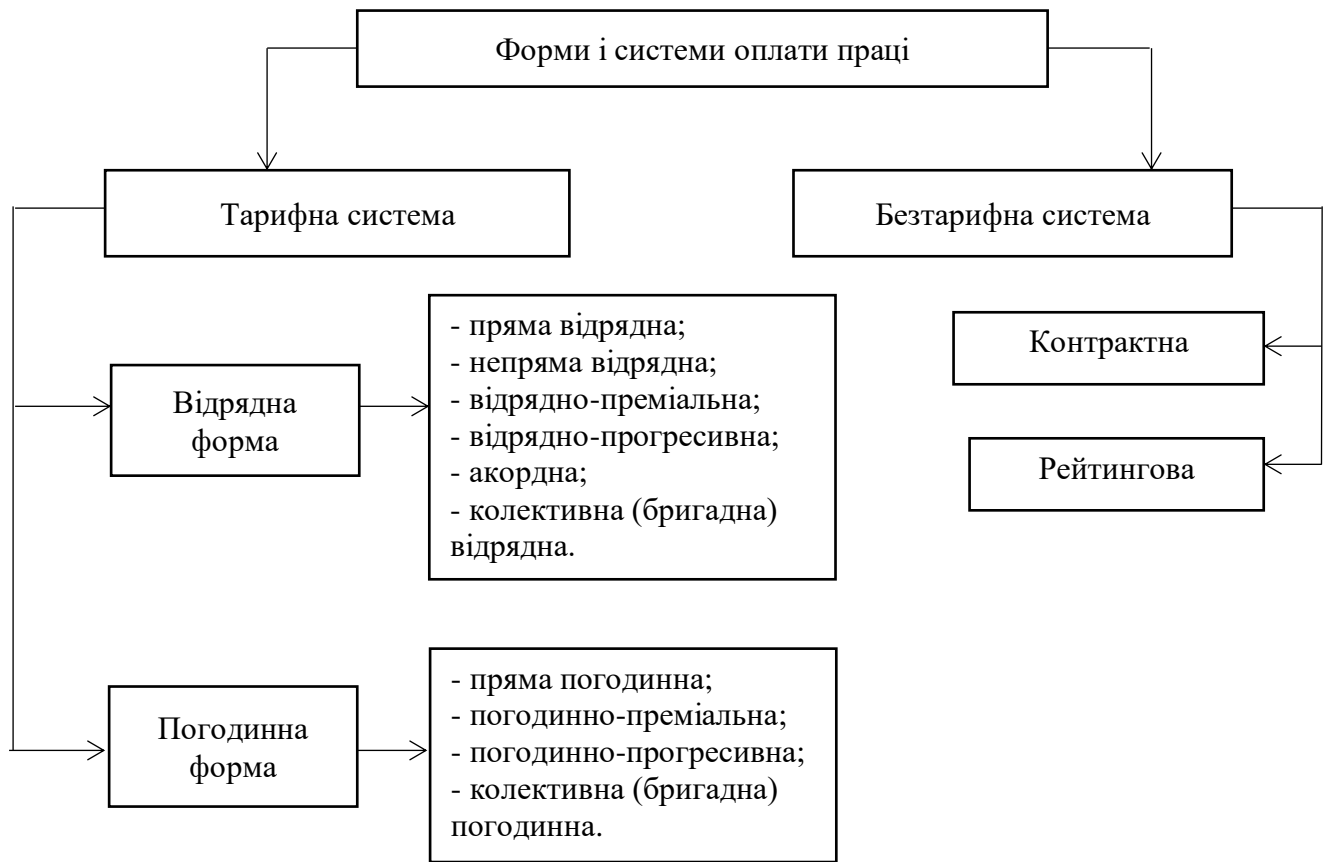 Форми і системи оплати праці
Тарифна система
Безтарифна система
- пряма відрядна;
- непряма відрядна;
- відрядно-преміальна;
- відрядно-прогресивна;
- акордна;
- колективна (бригадна)
відрядна.
Відрядна
форма
Контрактна
Рейтингова
Погодинна
форма
- пряма погодинна;
- погодинно-преміальна;
- погодинно-прогресивна;
- колективна (бригадна)
погодинна.